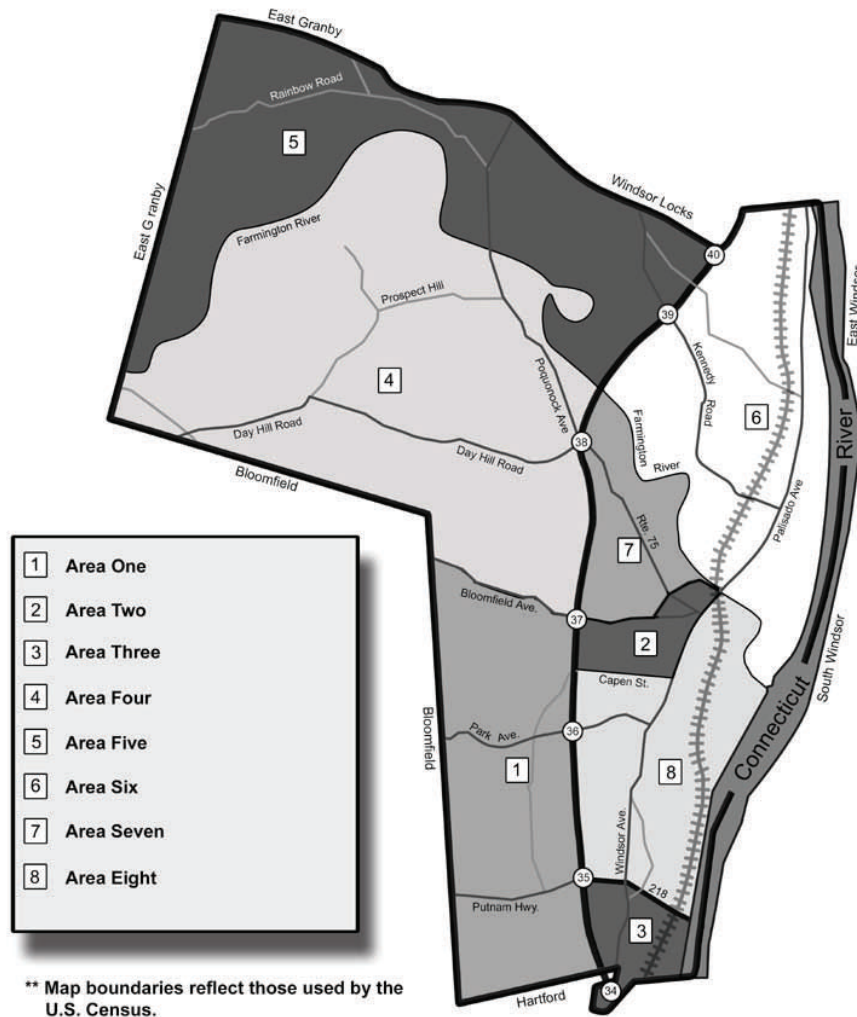 East Granby
Rainbow Road
5
Windsor Locks
East Granby
Farmington River
40
Prospect Hill
39
East Windsor
4
Poquonock Ave
Kennedy
Road
6
Farmington
River
Day Hill Road
Day Hill Road
38
River
Bloomfield
Palisado Ave
Rte. 75
7
1 Area One
2 Area Two
3 Area Three
4 Area Four
5 Area Five
6 Area Six
7 Area Seven
8 Area Eight
Bloomfield Ave.
37
2
Capen St.
South Windsor
Connecticut
Bloomfield
Park Ave.
36
1
8
Windsor Ave.
35
218
Putnam Hwy.
3
Hartford
34
** Map boundaries reflect those used by the
U.S. Census.